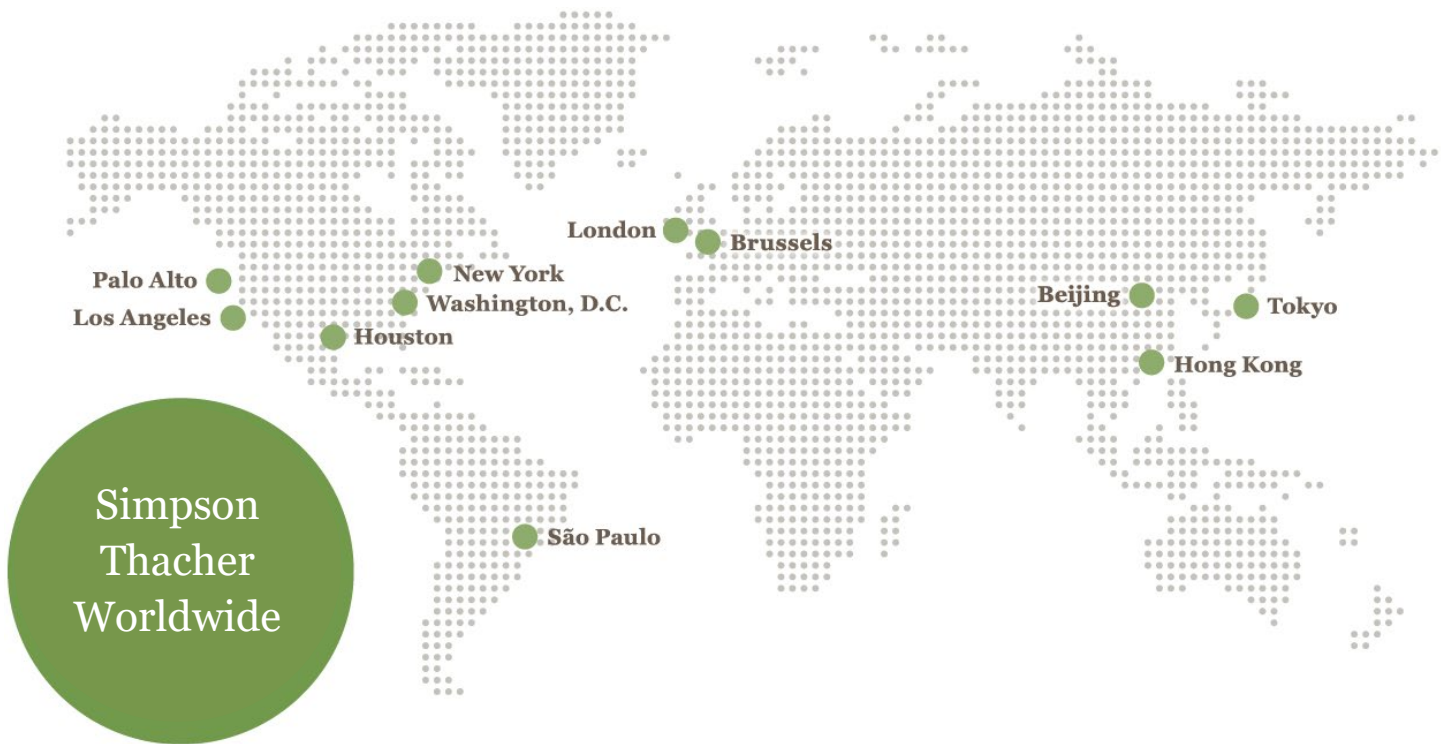 London
Brussels
New York
Palo Alto
Washington, D.C.
Beijing
Tokyo
Los Angeles
Houston
Hong Kong
São Paulo
Simpson
Thacher
Worldwide